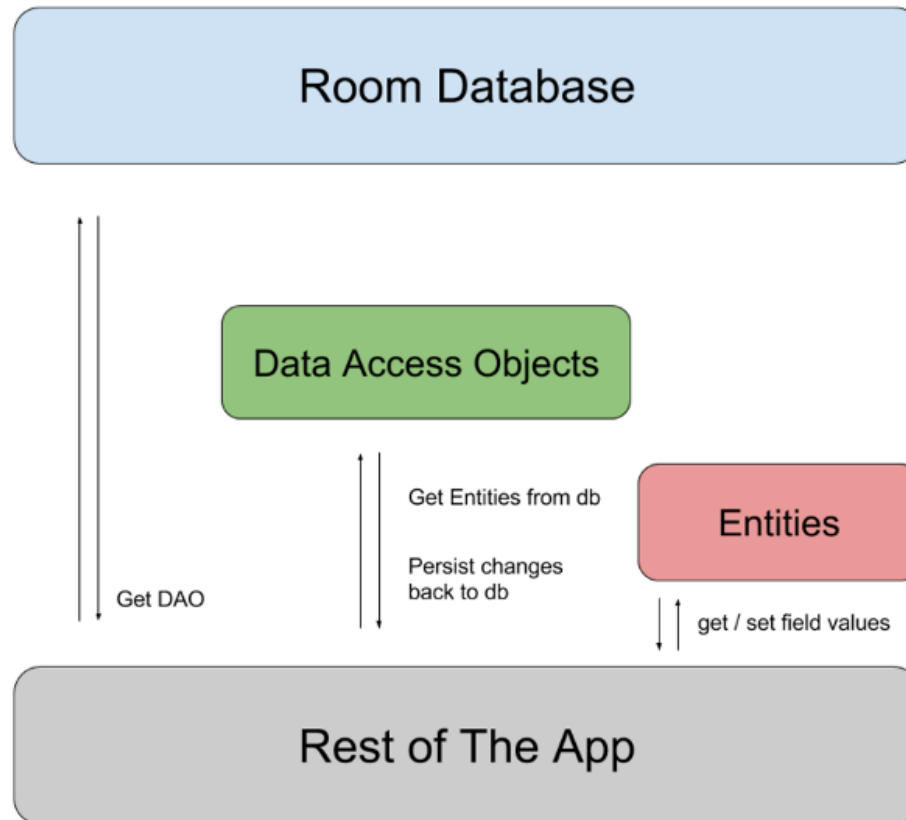 Room Database
Data Access Objects
Get Entities from db
Entities
Persist changes
back to db
Get DAO
get / set field values
Rest of The App